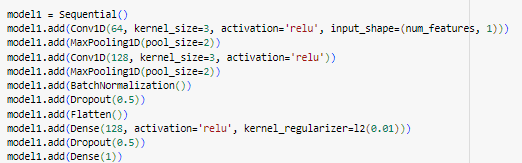 model1 = Sequential()
model1.add(Conv1D(64, kernel_size=3, activation='relu', input_shape=(num_features, 1)))
model1.add(MaxPooling1D(pool_size=2))
model1.add(Conv1D(128, kernel_size=3, activation='relu'))
model1.add(MaxPooling1D(pool_size=2))
model1.add(BatchNormalization())
model1.add(Dropout(0.5))
model1.add(Flatten())
model1.add(Dense(128, activation='relu', kernel_regularizer=l2(0.01)))
model1.add(Dropout(0.5))
model1.add(Dense(1))